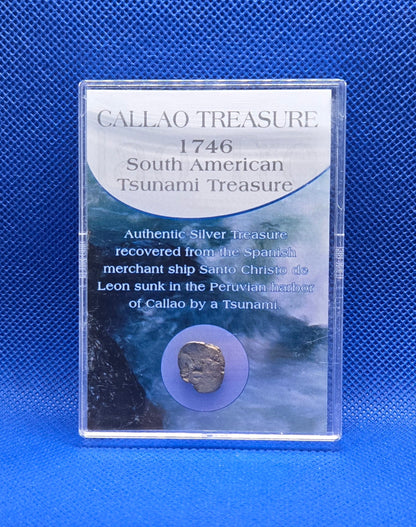 CALLAO TREASURE
1746
South American
Tsunami Treasure
Authentic Silver Treasure
recovered from the Spanish
merchant ship Santo Christo de
Leon sunk in the Peruvian harbor
of Callao by a Tsunami